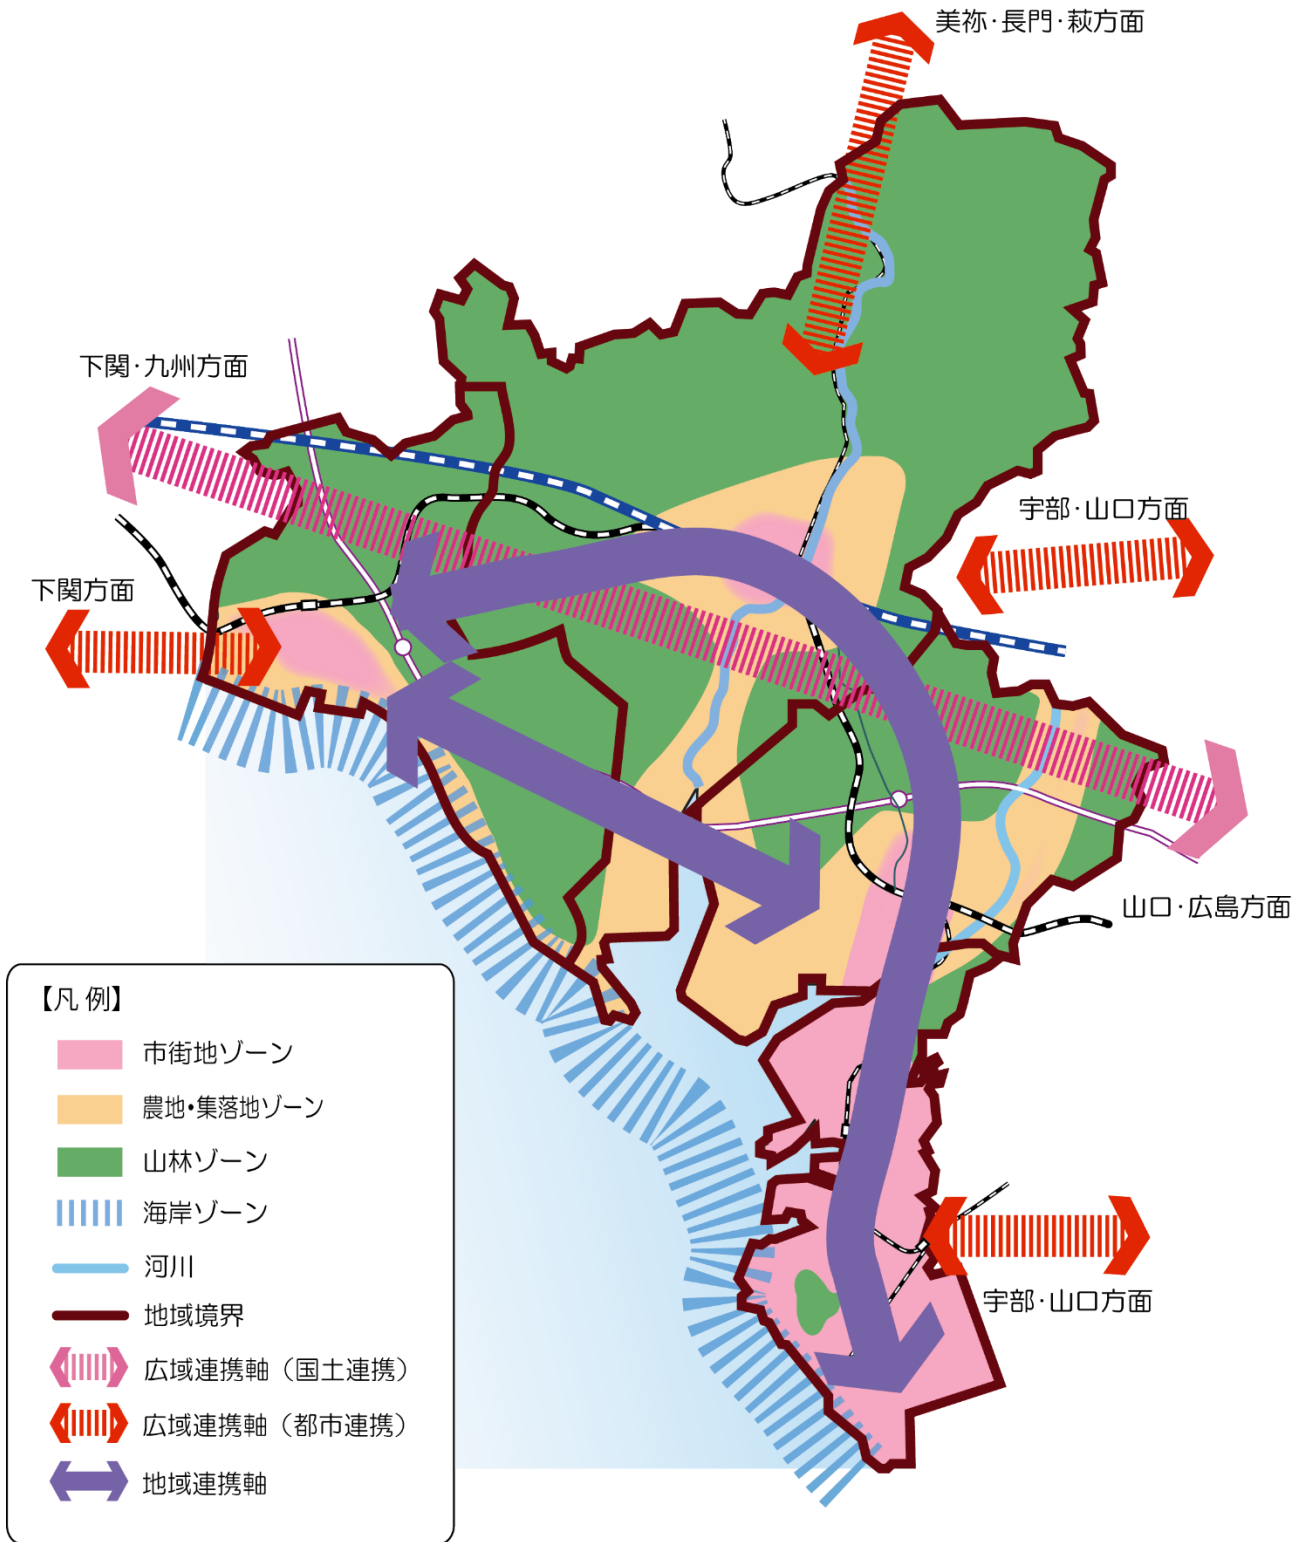 美祢・長門・萩方面
下関・九州方面
宇部・山口方面
下関方面
山口・広島方面
【凡 例】
市街地ゾーン
農地・集落地ゾーン
山林ゾーン
海岸ゾーン
河川
地域境界
広域連携軸（国土連携）
広域連携軸（都市連携）
地域連携軸
宇部・山口方面